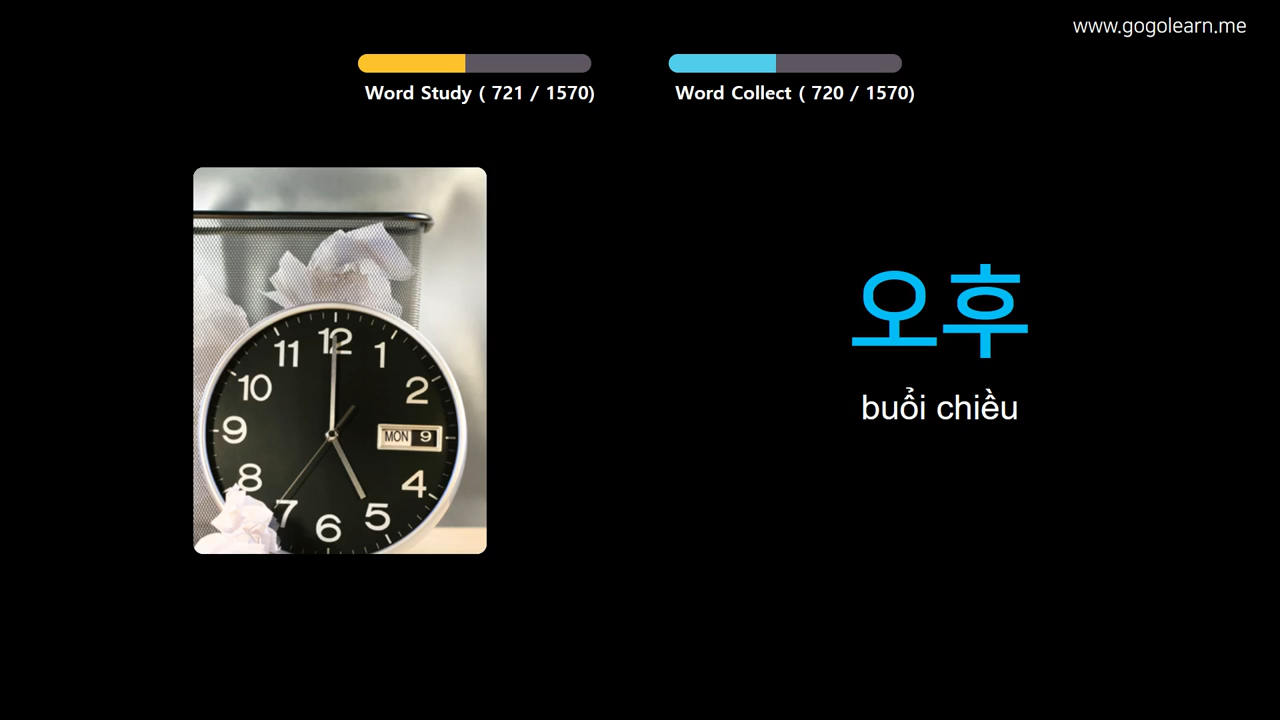 www.gogolearn.me
Word Study ( 721 / 1570)
Word Collect ( 720 / 1570)
12
11
1
10
2
9
MON 9
8
4
7
5
6
오후
buổi chiều